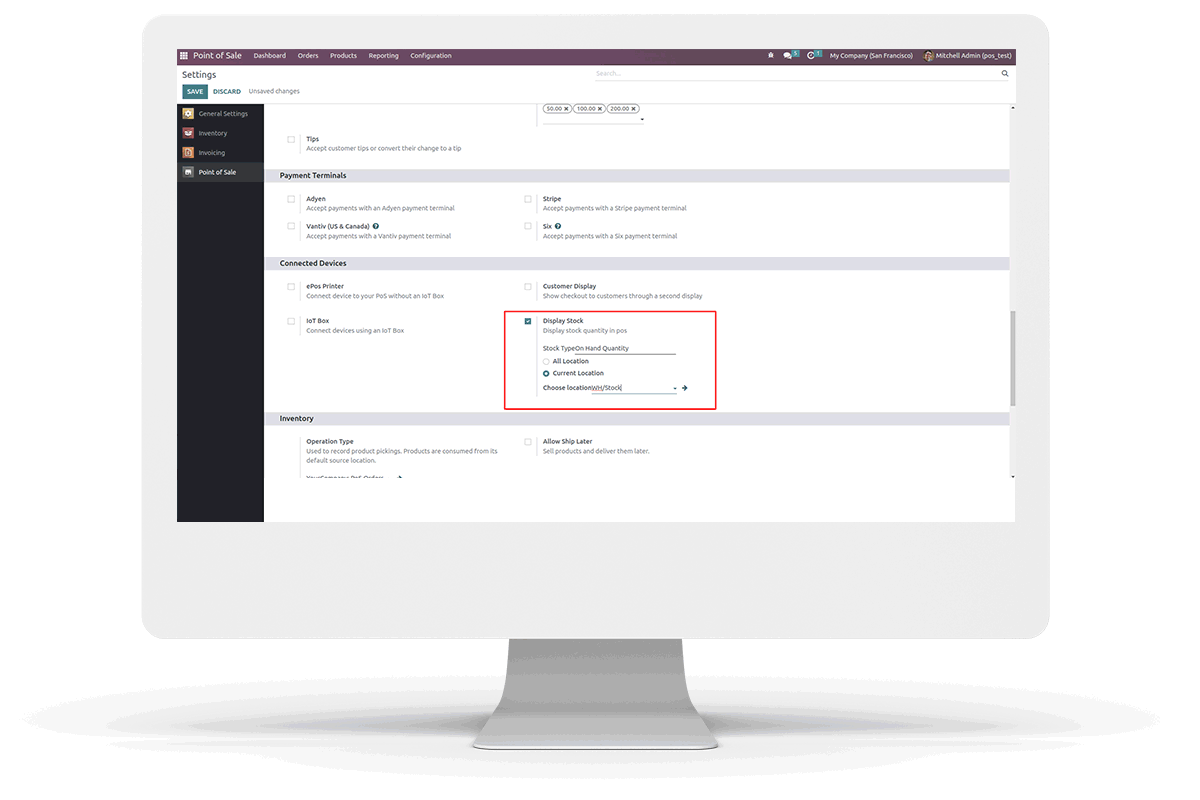 Point of Sale Dashboard Orders Products Reporting Configuration 5 1 My Company (San Francisco) Mitchell Admin (pos_test)
Settings Search...
SAVE DISCARD Unsaved changes
General Settings
Inventory
Invoicing
Point of Sale
50.00 × 100.00 × 200.00 ×
Tips
Accept customer tips or convert their change to a tip
Payment Terminals
Adyen
Accept payments with an Adyen payment terminal
Stripe
Accept payments with a Stripe payment terminal
Vantiv (US & Canada) ?
Accept payments with a Vantiv payment terminal
Six ?
Accept payments with a Six payment terminal
Connected Devices
ePos Printer
Connect device to your PoS without an IoT Box
Customer Display
Show checkout to customers through a second display
IoT Box
Connect devices using an IoT Box
Display Stock
Display stock quantity in pos
Stock TypeOn Hand Quantity
All Location
Current Location
Choose locationWH/Stock
Inventory
Operation Type
Used to record product pickings. Products are consumed from its
default source location.
YourCompany: PoS Orders
Allow Ship Later
Sell products and deliver them later.